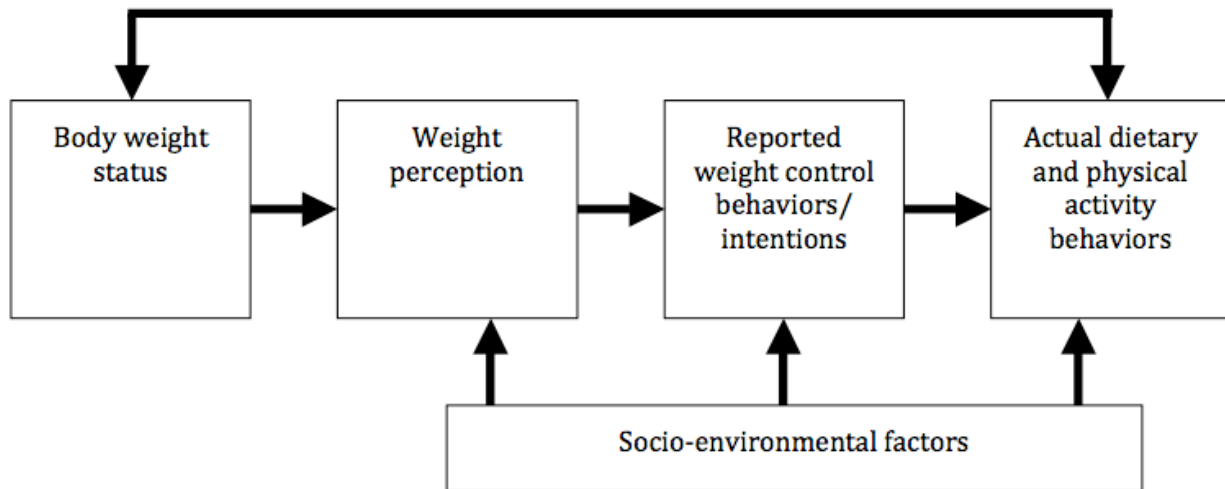 Body weight
status
Weight
perception
Reported
weight control
behaviors/
intentions
Actual dietary
and physical
activity
behaviors
Socio-environmental factors